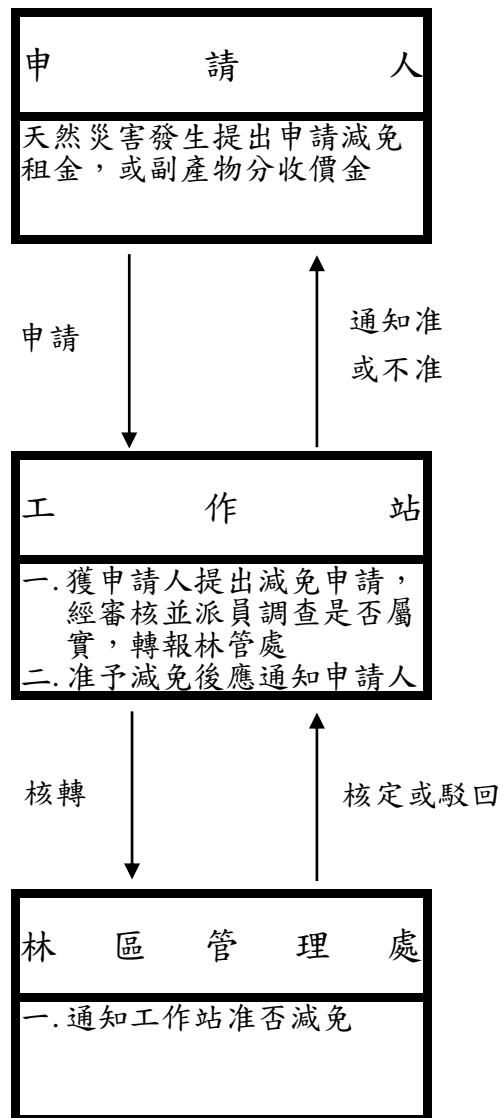 申請人
天然災害發生提出申請減免
租金，或副產物分收價金
申請
通知准
或不准
工作站
一.獲申請人提出減免申請，
經審核並派員調查是否屬
實，轉報林管處
二.准予減免後應通知申請人
核轉
核定或駁回
林區管理處
一.通知工作站准否減免